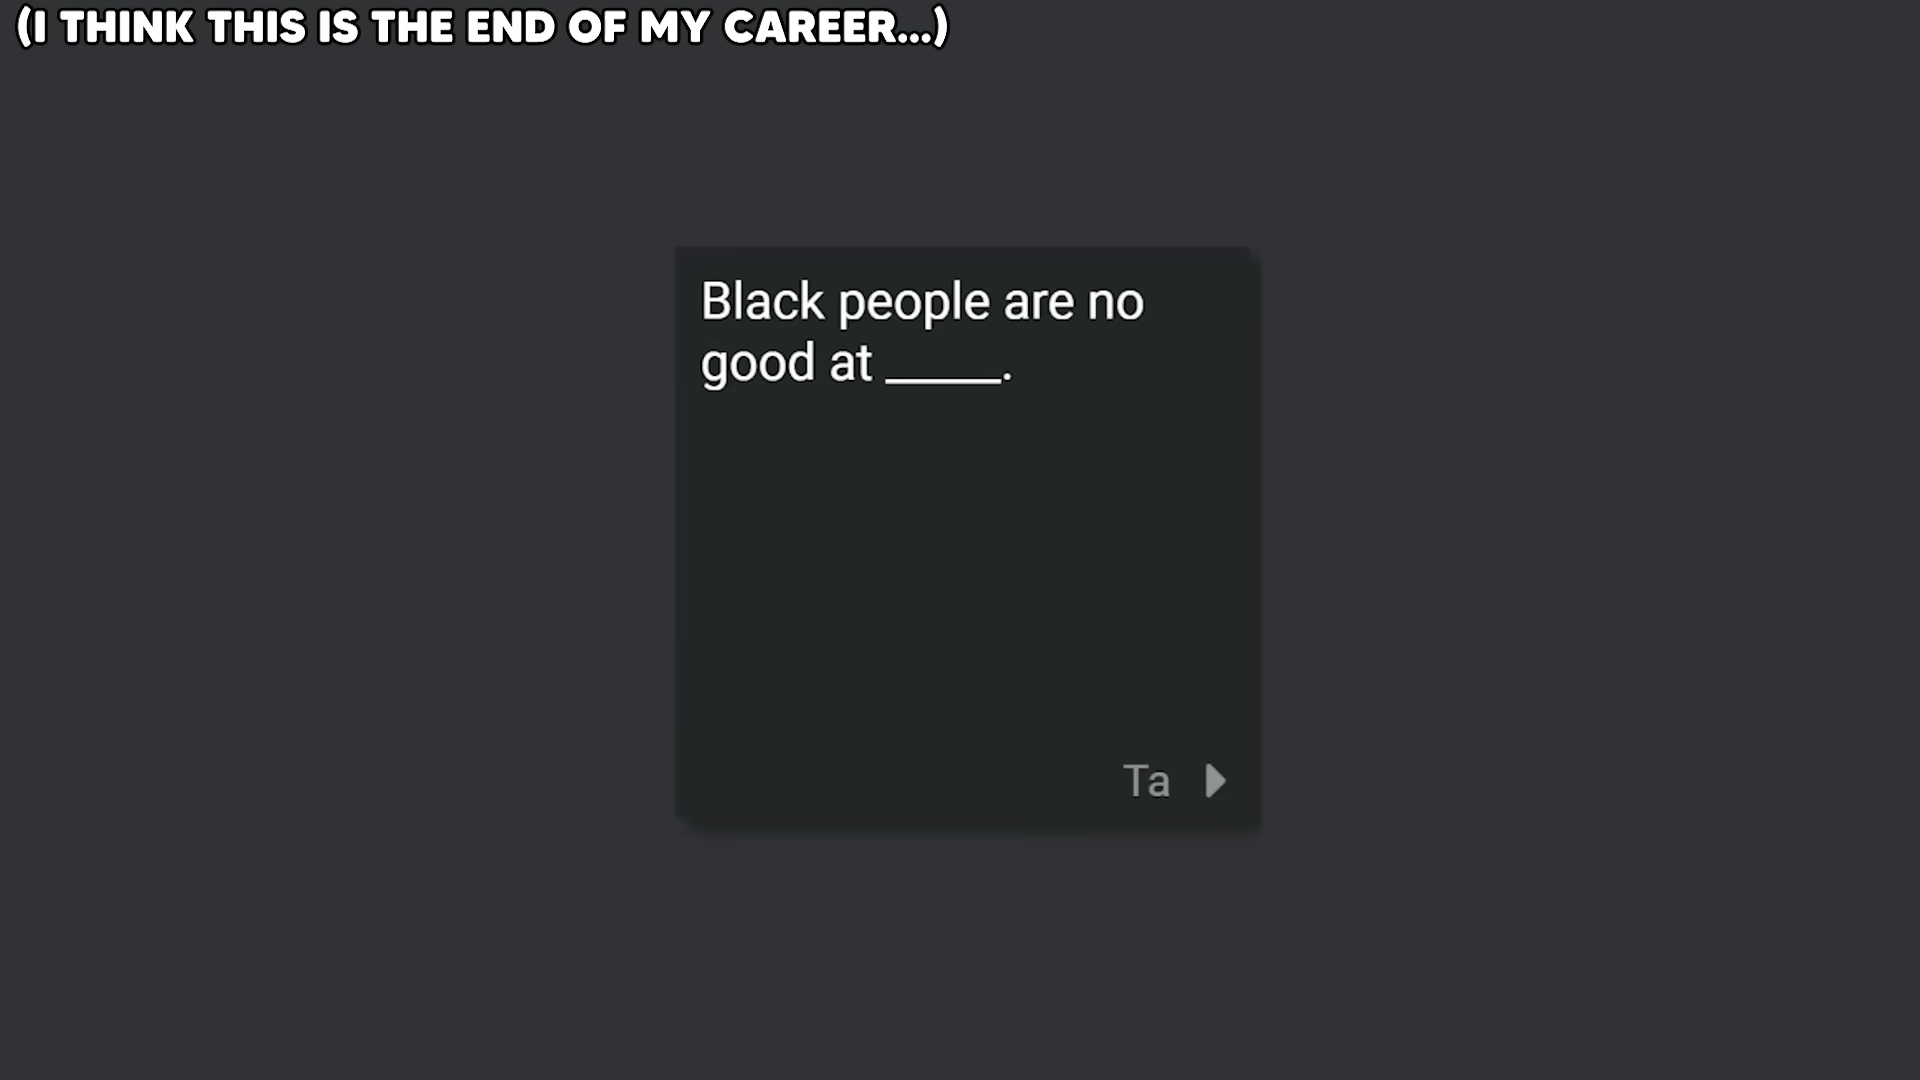 (I THINK THIS IS THE END OF MY CAREER...)
Black people are no
good at _____.
Ta